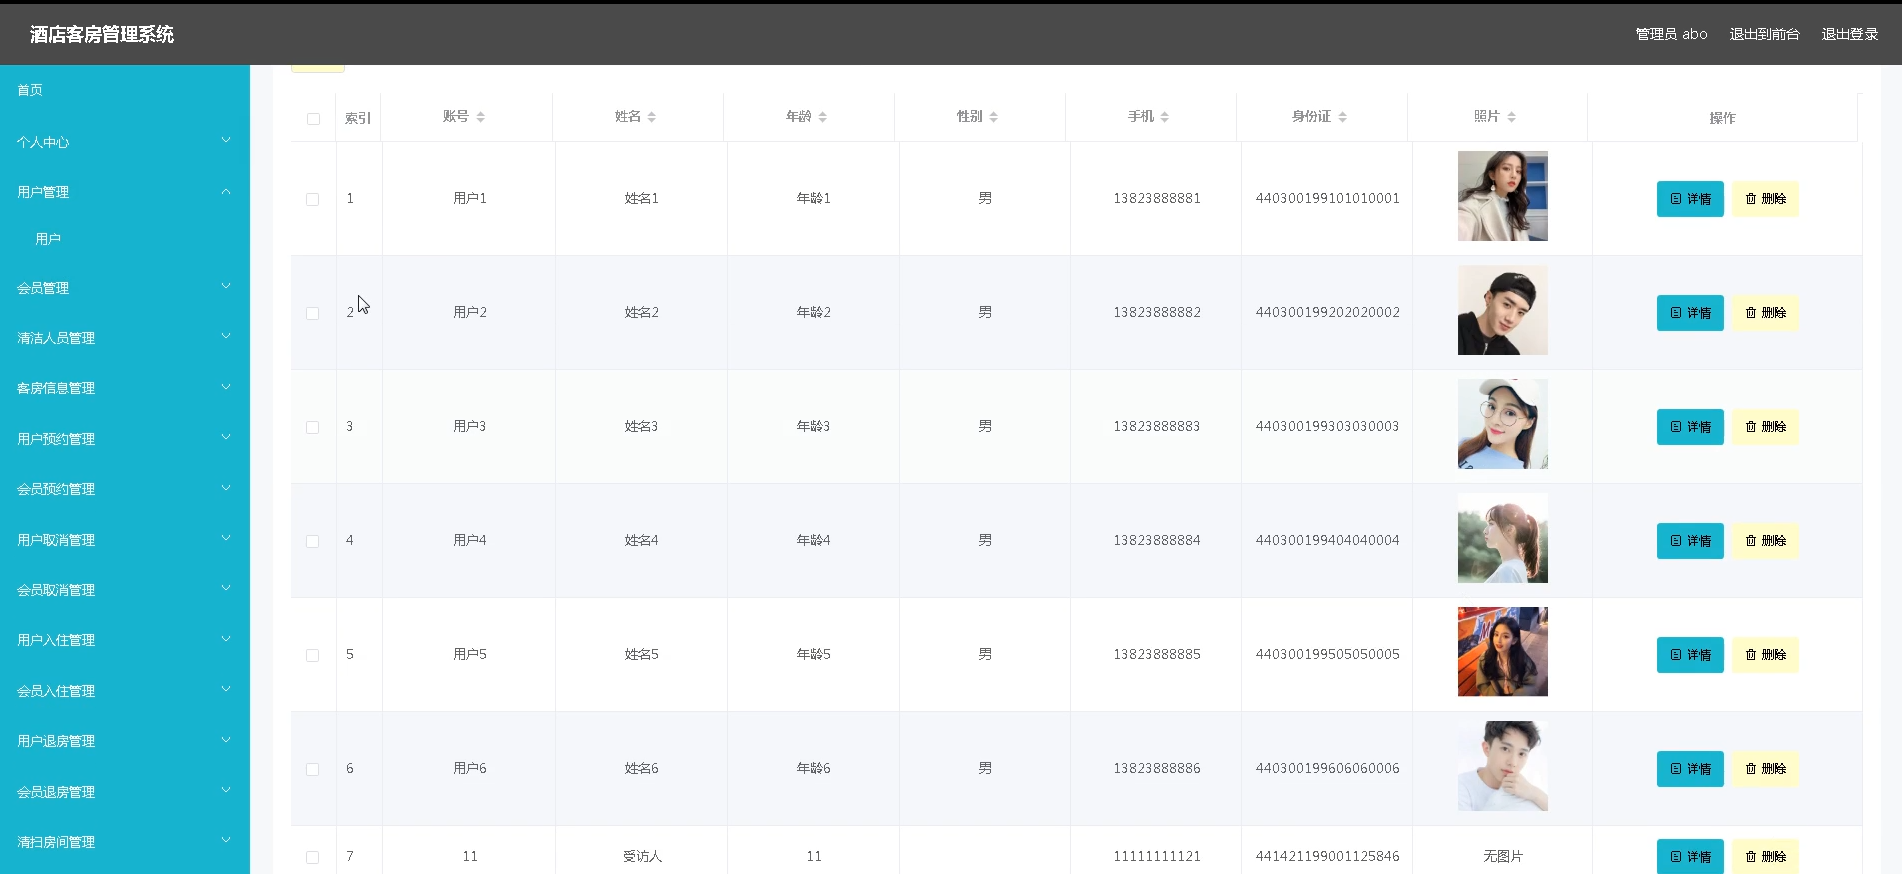 酒店客房管理系统
管理员 abo 退出到前台 退出登录
首页
个人中心
用户管理
用户
会员管理
清洁人员管理
客房信息管理
用户预约管理
会员预约管理
用户取消管理
会员取消管理
用户入住管理
会员入住管理
用户退房管理
会员退房管理
清扫房间管理
索引 账号 姓名 年龄 性别 手机 身份证 照片 操作
1 用户1 姓名1 年龄1 男 13823888881 440300199101010001 详情 删除
2 用户2 姓名2 年龄2 男 13823888882 440300199202020002 详情 删除
3 用户3 姓名3 年龄3 男 13823888883 440300199303030003 详情 删除
4 用户4 姓名4 年龄4 男 13823888884 440300199404040004 详情 删除
5 用户5 姓名5 年龄5 男 13823888885 440300199505050005 详情 删除
6 用户6 姓名6 年龄6 男 13823888886 440300199606060006 详情 删除
7 11 受访人 11 11111111121 441421199001125846 无图片 详情 删除